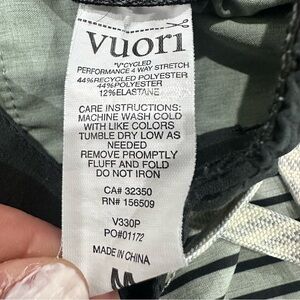 vuori
"V"CYCLED
PERFORMANCE 4 WAY STRETCH
44%RECYCLED POLYESTER
44%POLYESTER
12%ELASTANE
CARE INSTRUCTIONS:
MACHINE WASH COLD
WITH LIKE COLORS
TUMBLE DRY LOW AS
NEEDED
REMOVE PROMPTLY
FLUFF AND FOLD
DO NOT IRON
CA# 32350
RN# 156509
V330P
PO#01172
MADE IN CHINA
M